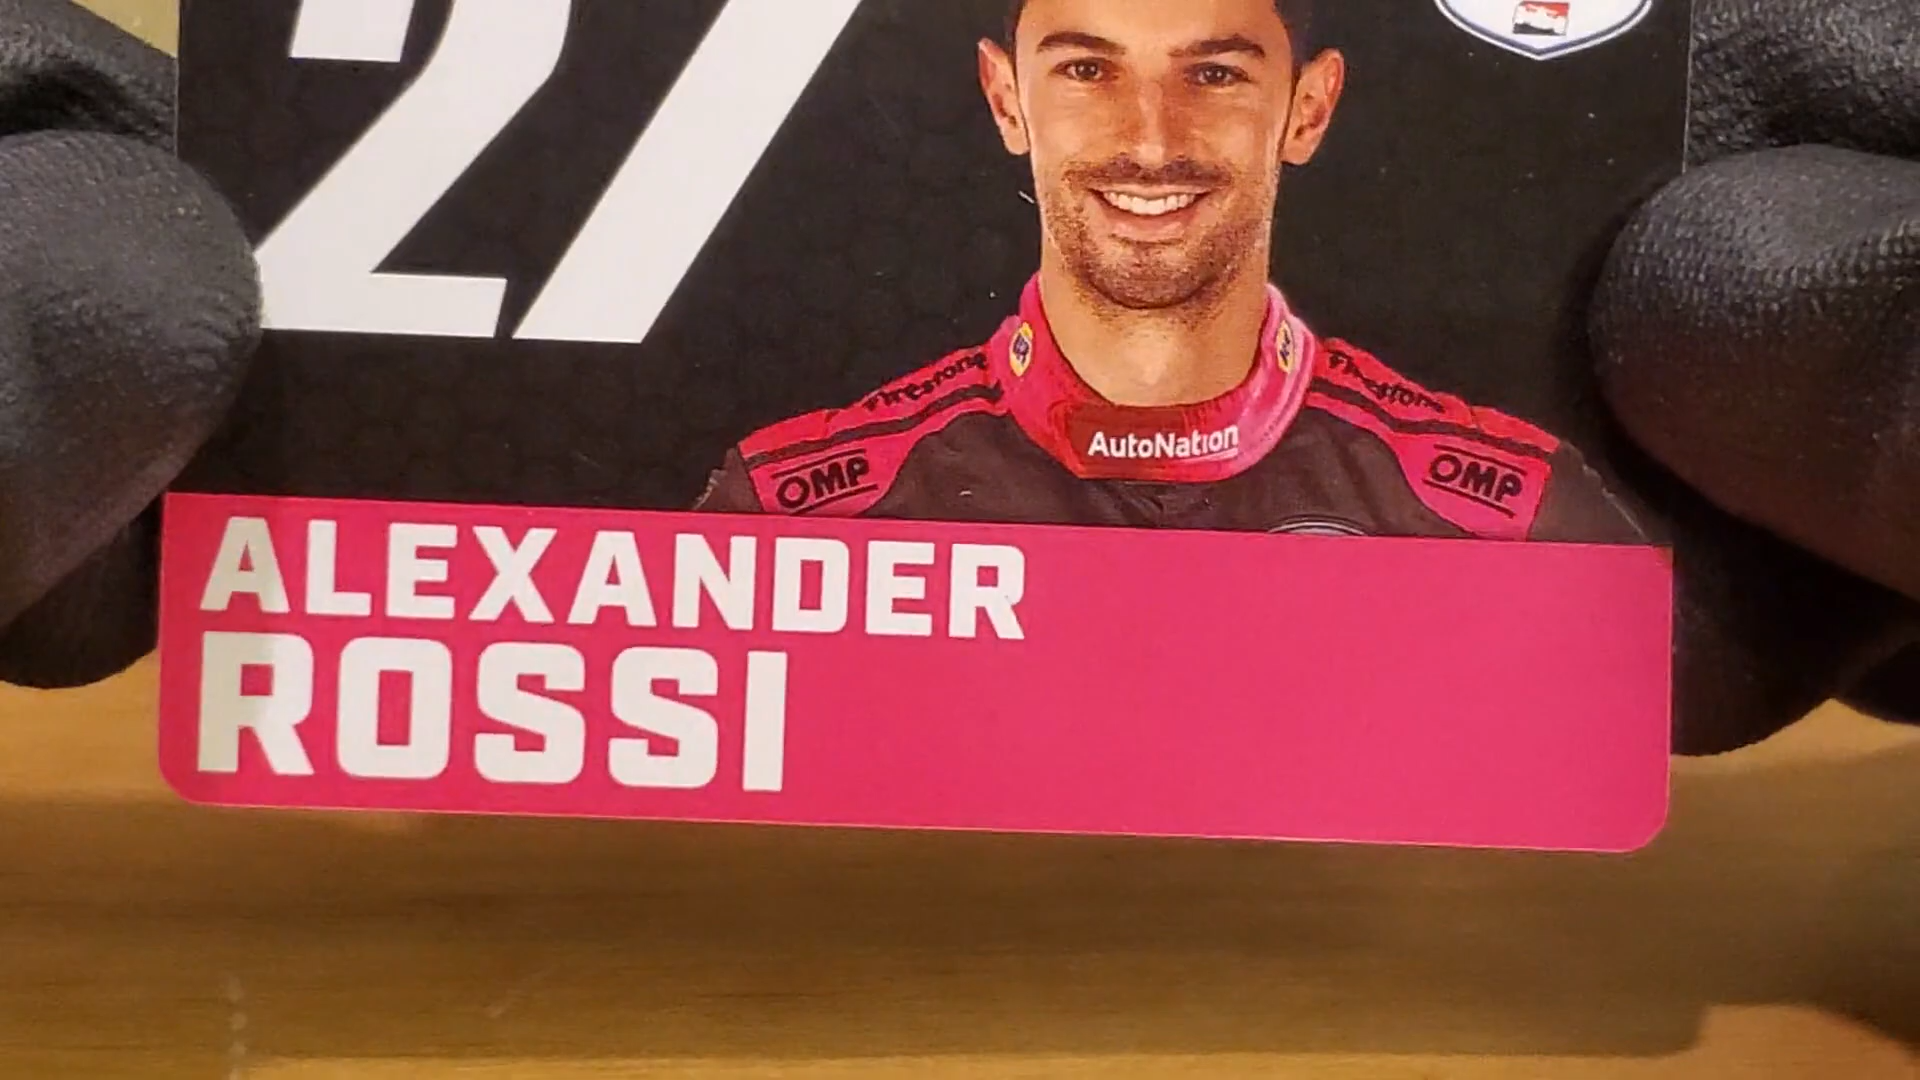 27
Firestone Firestone
AutoNation
OMP OMP
ALEXANDER
ROSSI